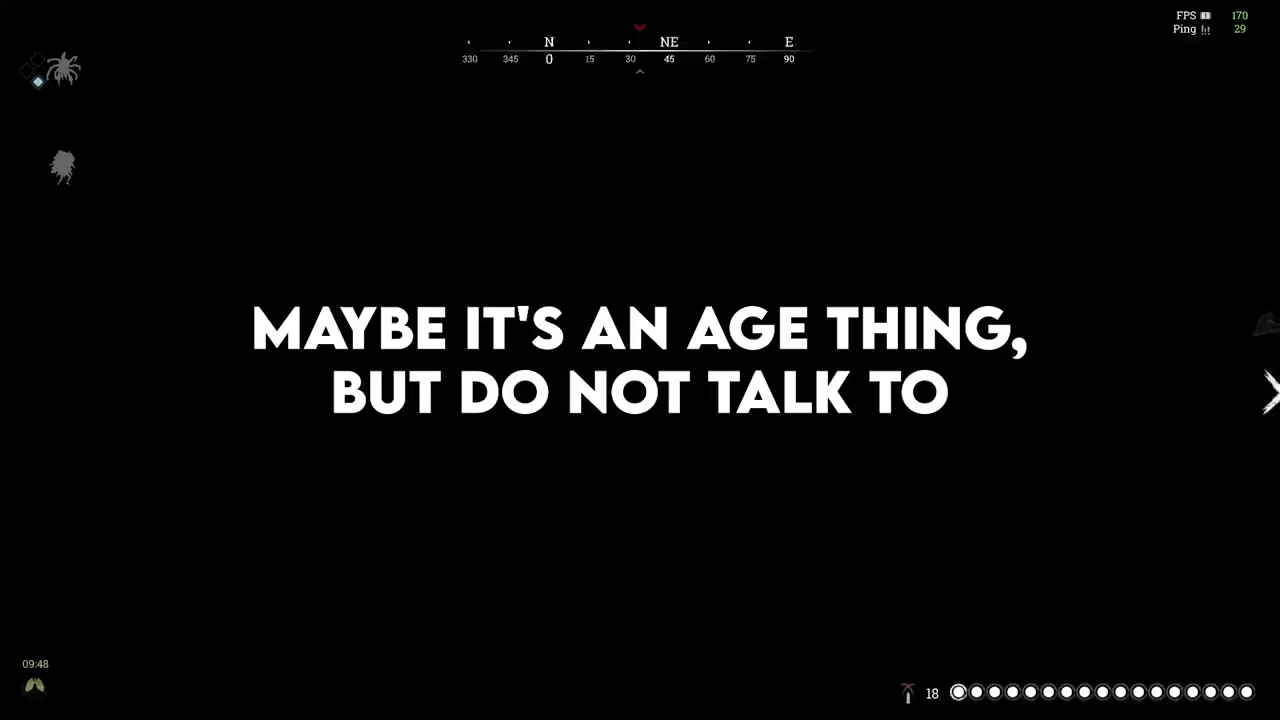 FPS 170
Ping 29
N NE E
330 345 0 15 30 45 60 75 90
MAYBE IT'S AN AGE THING,
BUT DO NOT TALK TO
09:48
18